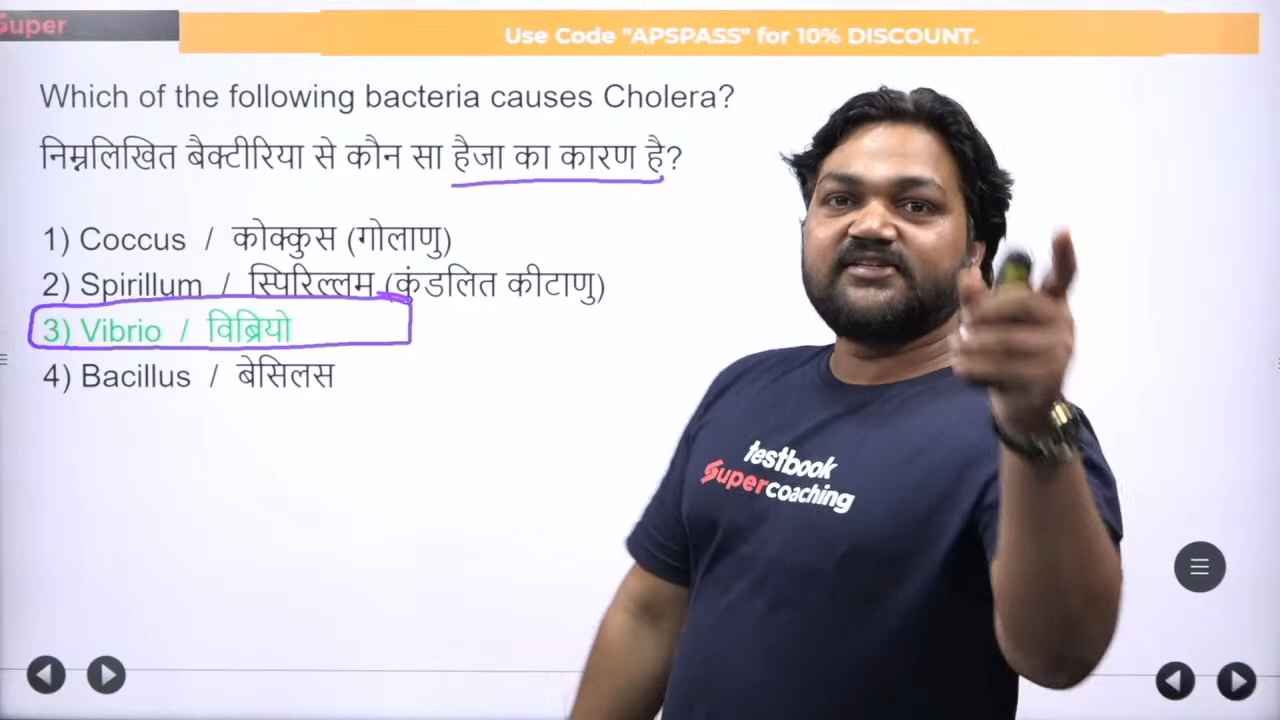 Super
Use Code "APSPASS" for 10% DISCOUNT.
Which of the following bacteria causes Cholera?
निम्नलिखित बैक्टीरिया से कौन सा हैजा का कारण है?
1) Coccus / कोक्कुस (गोलाणु)
2) Spirillum / स्पिरिल्लम (कुंडलित कीटाणु)
3) Vibrio / विब्रियो
4) Bacillus / बेसिलस
testbook
Supercoaching